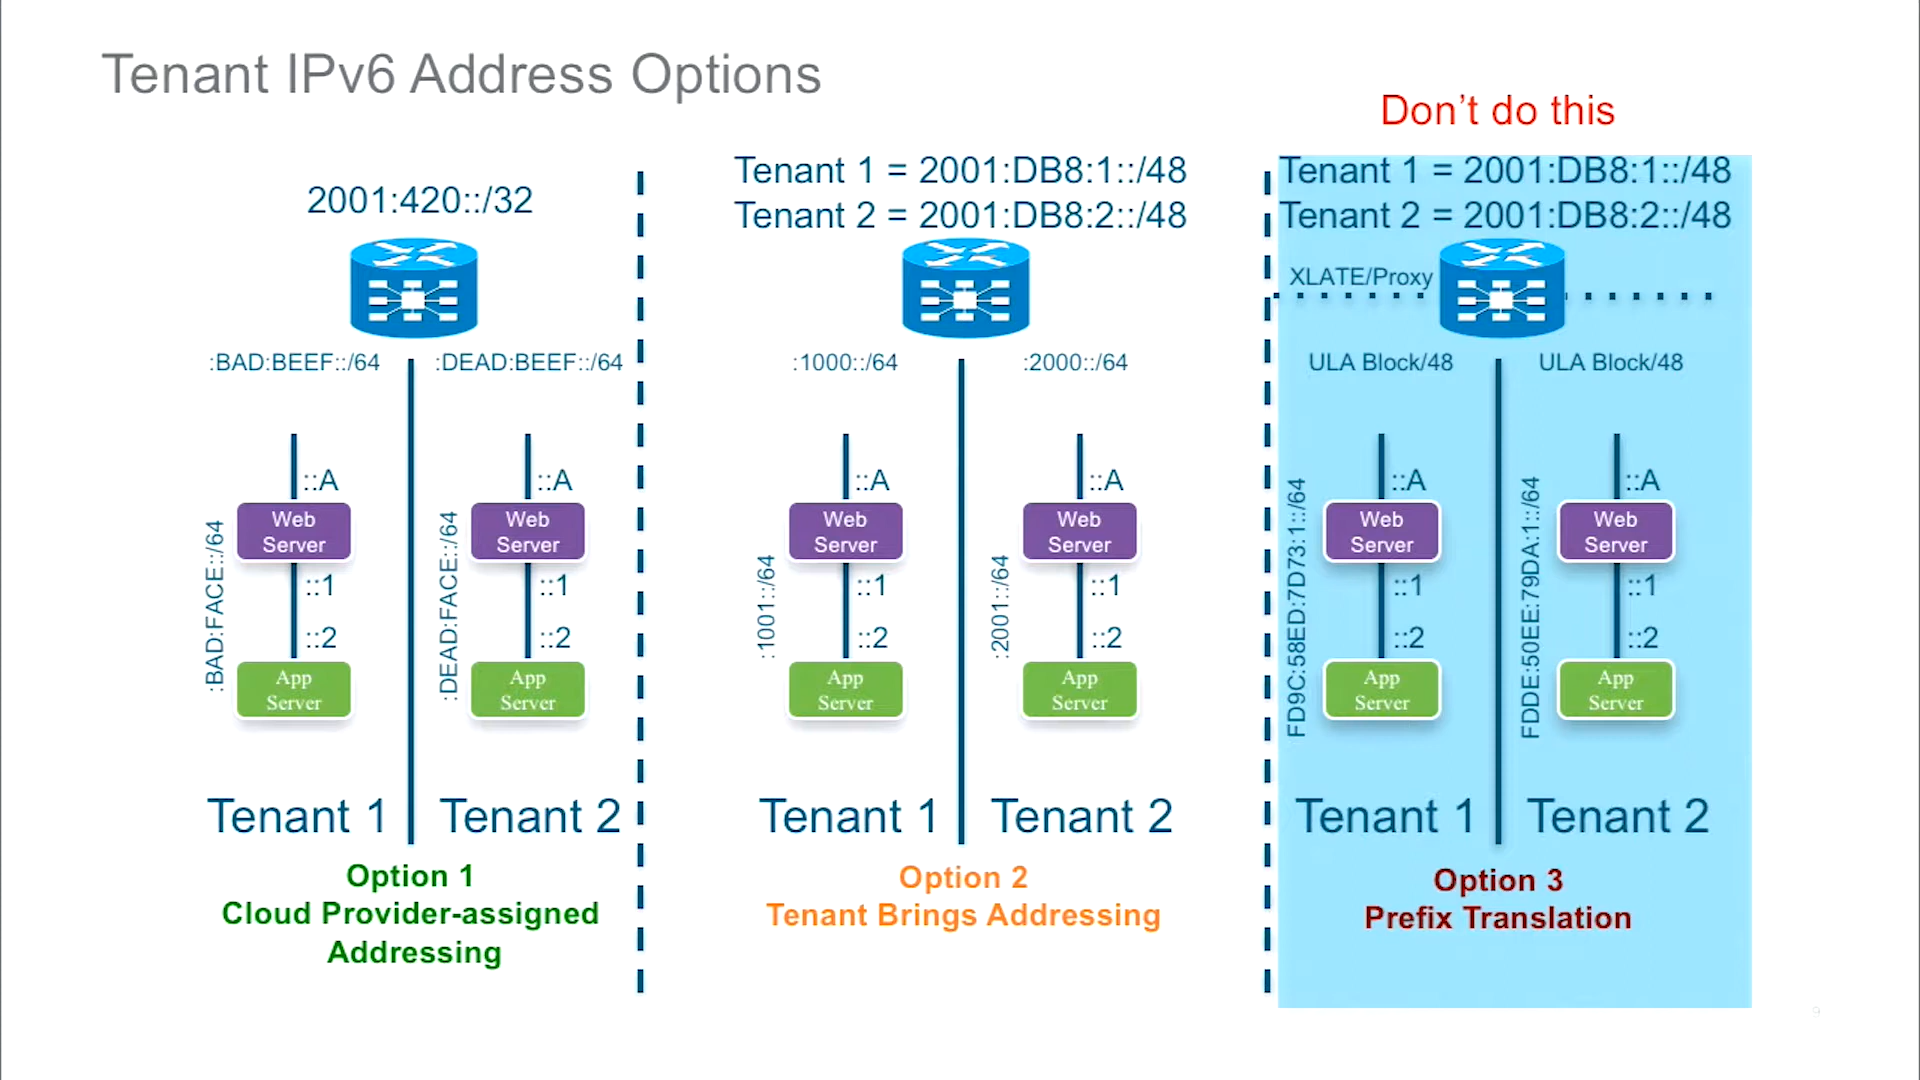 Tenant IPv6 Address Options
2001:420::/32
:BAD:BEEF::/64
:DEAD:BEEF::/64
::A
::A
Web
Server
Web
Server
:BAD:FACE::/64
:DEAD:FACE::/64
::1
::1
::2
::2
App
Server
App
Server
Tenant 1
Tenant 2
Option 1
Cloud Provider-assigned
Addressing
Tenant 1 = 2001:DB8:1::/48
Tenant 2 = 2001:DB8:2::/48
:1000::/64
:2000::/64
::A
::A
Web
Server
Web
Server
:1001::/64
:2001::/64
::1
::1
::2
::2
App
Server
App
Server
Tenant 1
Tenant 2
Option 2
Tenant Brings Addressing
Don’t do this
Tenant 1 = 2001:DB8:1::/48
Tenant 2 = 2001:DB8:2::/48
XLATE/Proxy
ULA Block/48
ULA Block/48
::A
::A
Web
Server
Web
Server
FD9C:58ED:7D73:1::/64
FDDE:50EE:79DA:1::/64
::1
::1
::2
::2
App
Server
App
Server
Tenant 1
Tenant 2
Option 3
Prefix Translation
9